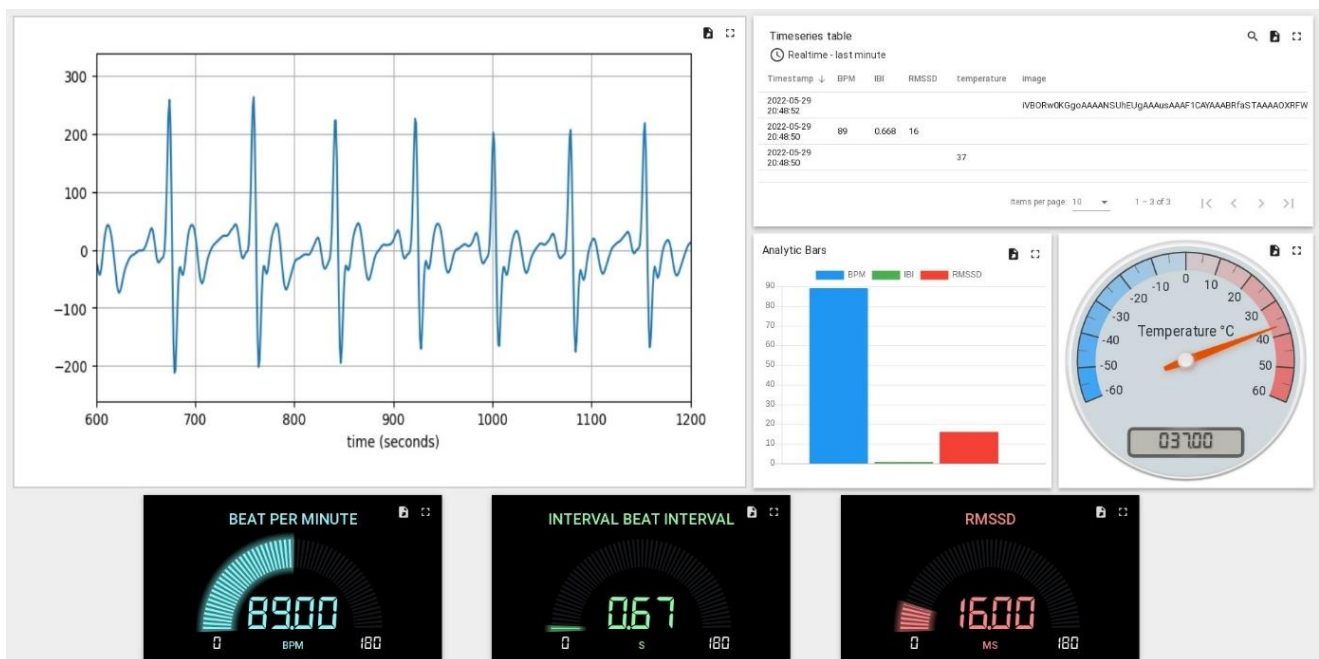 300
200
100
0
−100
−200
600 700 800 900 1000 1100 1200
time (seconds)
Timeseries table
Realtime - last minute
Timestamp ↓ BPM IBI RMSSD temperature image
2022-05-29
20:48:52
iVBORw0KGgoAAAANSUhEUgAAAusAAAF1CAYAAABRfaSTAAAAOXRFW
2022-05-29
20:48:50
89 0.668 16
2022-05-29
20:48:50
37
Items per page: 10 1 – 3 of 3
Analytic Bars
BPM IBI RMSSD
90
80
70
60
50
40
30
20
10
0
-60 -50 -40 -30 -20 -10 0 10 20 30 40 50 60
Temperature °C
037.00
BEAT PER MINUTE
89.00
0 BPM 180
INTERVAL BEAT INTERVAL
0.67
0 S 180
RMSSD
16.00
0 MS 180